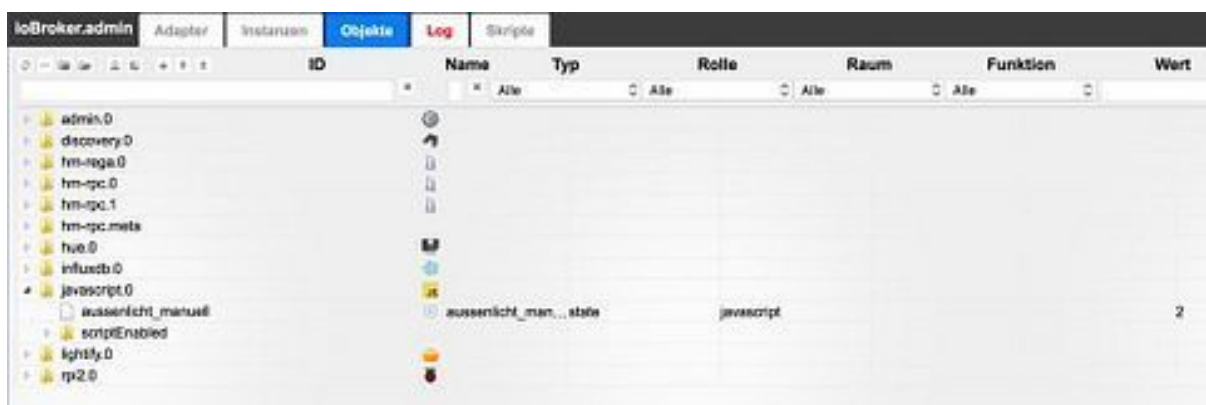 ioBroker.admin Adapter Instanzen Objekte Log Skripte
ID Name Typ Rolle Raum Funktion Wert
Alle Alle Alle Alle
admin.0
discovery.0
hm-rega.0
hm-rpc.0
hm-rpc.1
hm-rpc.meta
hue.0
influxdb.0
javascript.0
aussenlicht_manuell aussenlicht_man... state javascript 2
scriptEnabled
lightify.0
rpi2.0